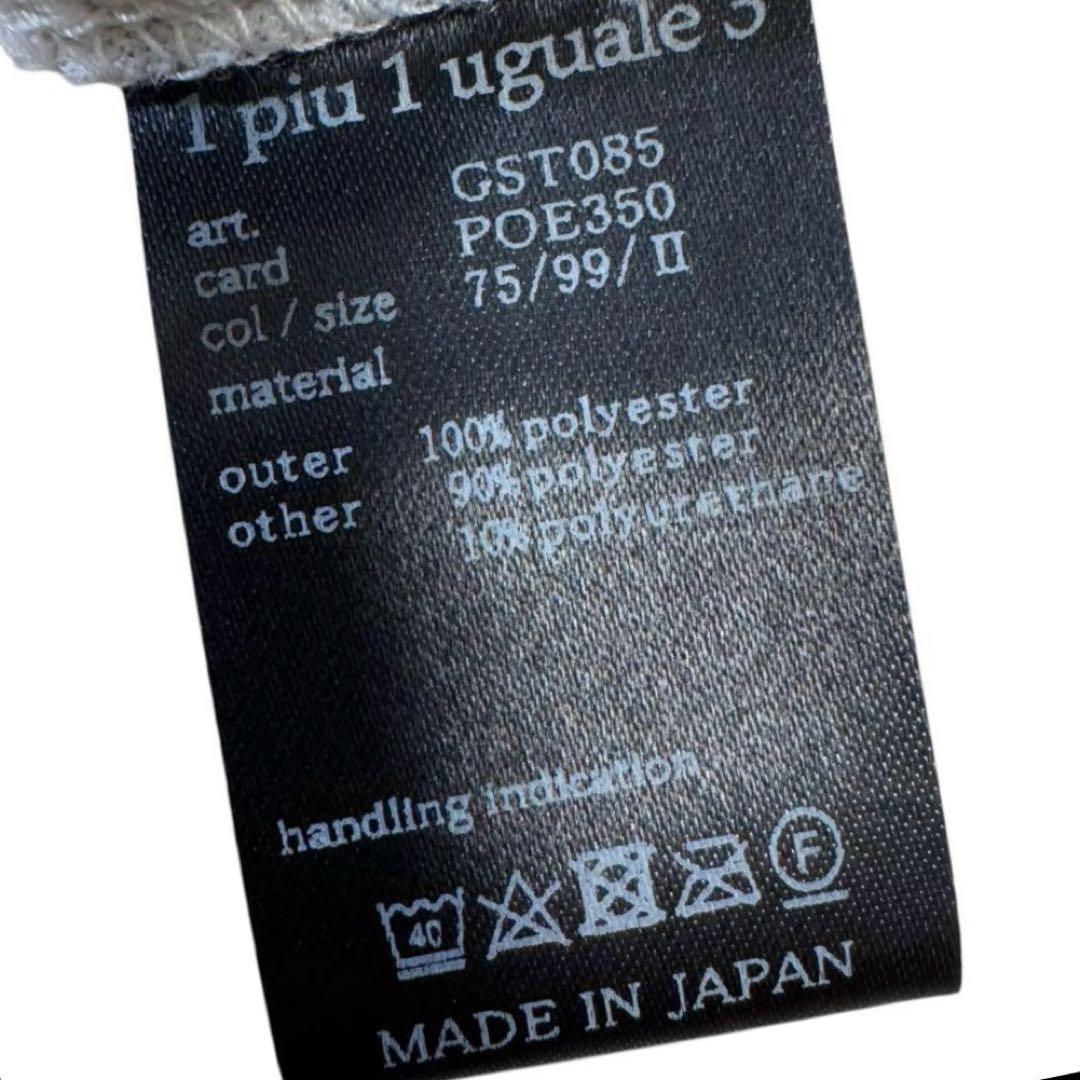 1 piu 1 uguale 3
art. GST085
card POE350
col / size 75/99/ II
material
outer 100% polyester
other 90% polyester
10% polyurethane
handling indication
40 F
MADE IN JAPAN